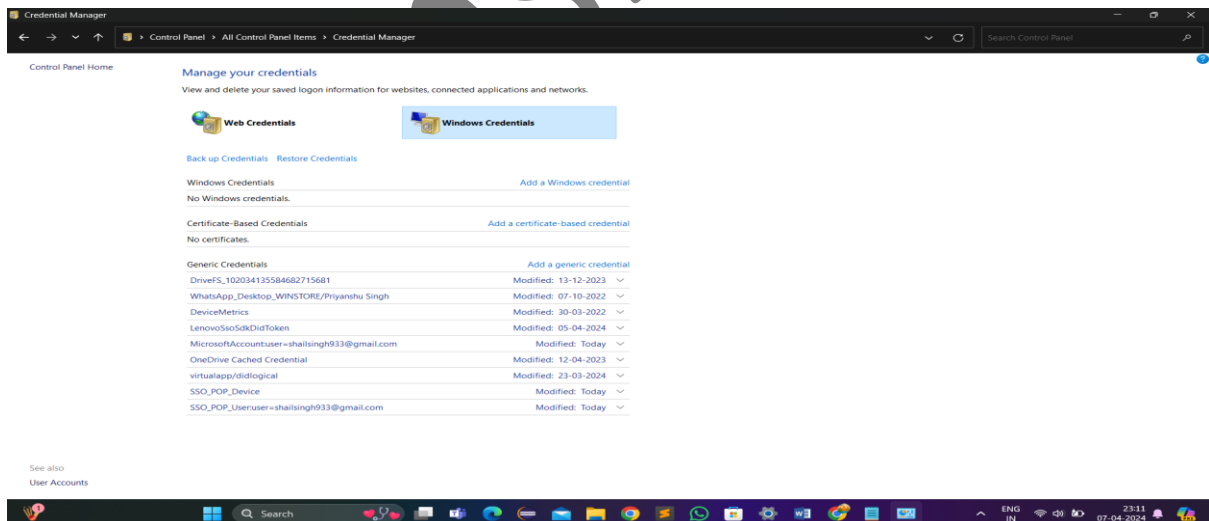 Credential Manager
Control Panel > All Control Panel Items > Credential Manager
Search Control Panel
Control Panel Home
Manage your credentials
View and delete your saved logon information for websites, connected applications and networks.
Web Credentials Windows Credentials
Back up Credentials Restore Credentials
Windows Credentials Add a Windows credential
No Windows credentials.
Certificate-Based Credentials Add a certificate-based credential
No certificates.
Generic Credentials Add a generic credential
DriveFS_102034135584682715681 Modified: 13-12-2023
WhatsApp_Desktop_WINSTORE/Priyanshu Singh Modified: 07-10-2022
DeviceMetrics Modified: 30-03-2022
LenovoSsoSdkDidToken Modified: 05-04-2024
MicrosoftAccount:user=shailsingh933@gmail.com Modified: Today
OneDrive Cached Credential Modified: 12-04-2023
virtualapp/didlogical Modified: 23-03-2024
SSO_POP_Device Modified: Today
SSO_POP_User:user=shailsingh933@gmail.com Modified: Today
See also
User Accounts
Search
ENG
IN
23:11
07-04-2024